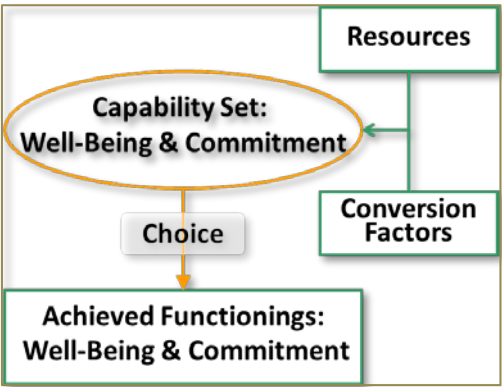 Resources
Capability Set:
Well-Being & Commitment
Conversion
Factors
Choice
Achieved Functionings:
Well-Being & Commitment